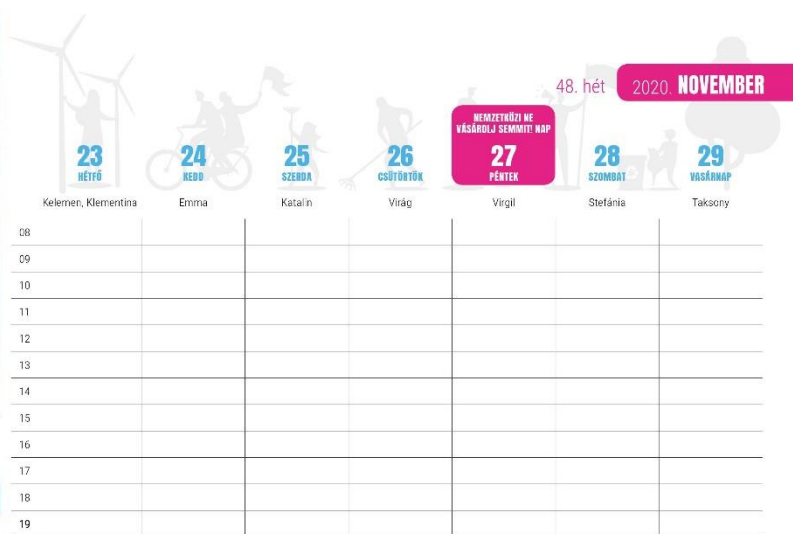 48. hét
2020. NOVEMBER
NEMZETKÖZI NE
VÁSÁROLJ SEMMIT! NAP
23 24 25 26 27 28 29
HÉTFŐ KEDD SZERDA CSÜTÖRTÖK PÉNTEK SZOMBAT VASÁRNAP
Kelemen, Klementina Emma Katalin Virág Virgil Stefánia Taksony
08
09
10
11
12
13
14
15
16
17
18
19